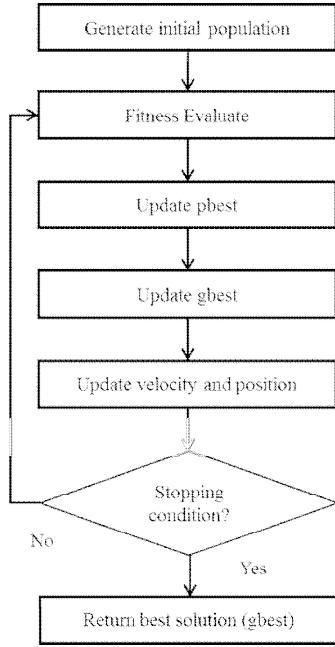 Generate initial population
Fitness Evaluate
Update pbest
Update gbest
Update velocity and position
Stopping
condition?
No
Yes
Return best solution (gbest)